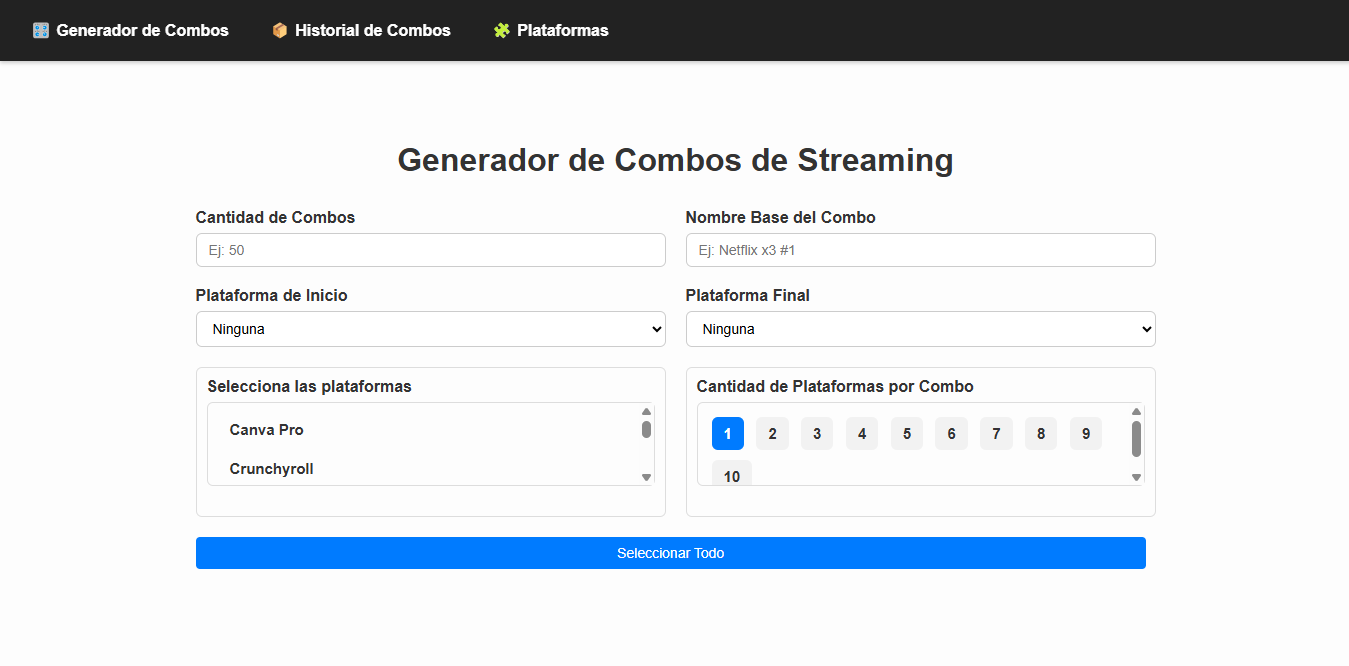 Generador de Combos Historial de Combos Plataformas
Generador de Combos de Streaming
Cantidad de Combos Nombre Base del Combo
Ej: 50 Ej: Netflix x3 #1
Plataforma de Inicio Plataforma Final
Ninguna Ninguna
Selecciona las plataformas Cantidad de Plataformas por Combo
Canva Pro 1 2 3 4 5 6 7 8 9
Crunchyroll 10
Seleccionar Todo